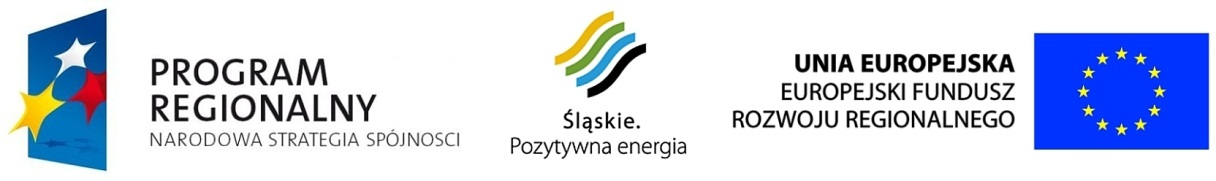 PROGRAM
REGIONALNY
NARODOWA STRATEGIA SPÓJNOSCI
Śląskie.
Pozytywna energia
UNIA EUROPEJSKA
EUROPEJSKI FUNDUSZ
ROZWOJU REGIONALNEGO